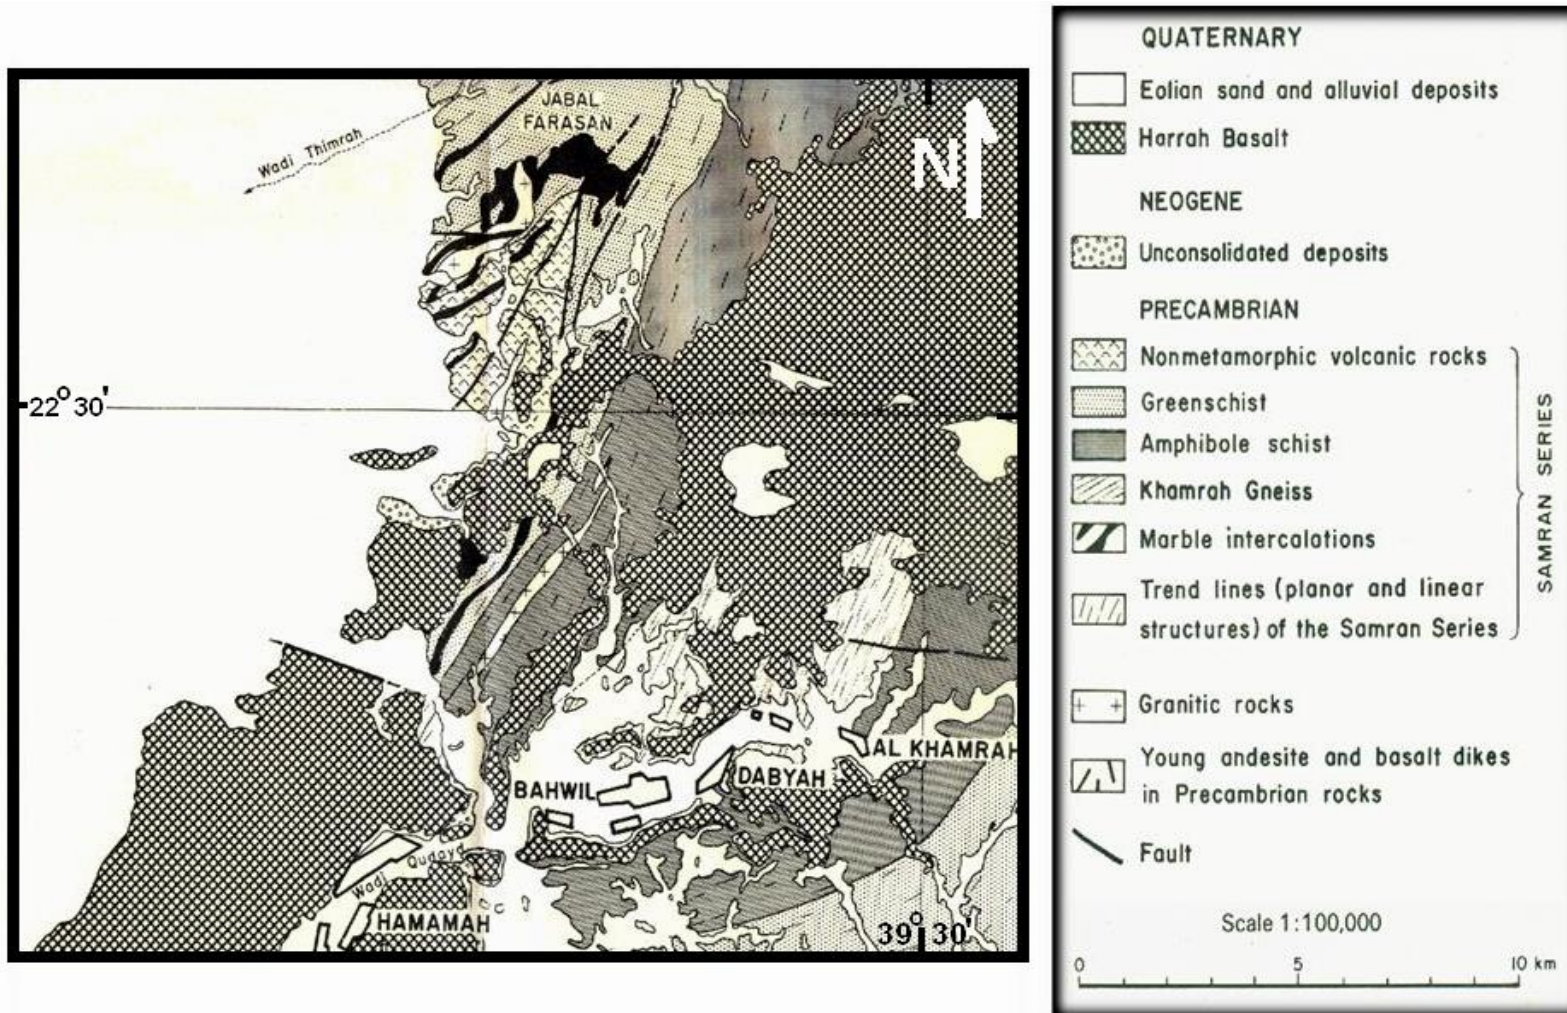 JABAL
FARASAN
Wadi Thimrah
N
22° 30'
BAHWIL
DABYAH
AL KHAMRAH
Wadi Qudayd
HAMAMAH
39° 30'
QUATERNARY
Eolian sand and alluvial deposits
Harrah Basalt
NEOGENE
Unconsolidated deposits
PRECAMBRIAN
Nonmetamorphic volcanic rocks
Greenschist
Amphibole schist
Khamrah Gneiss
Marble intercalations
Trend lines (planar and linear
structures) of the Samran Series
SAMRAN SERIES
Granitic rocks
Young andesite and basalt dikes
in Precambrian rocks
Fault
Scale 1:100,000
0 5 10 km